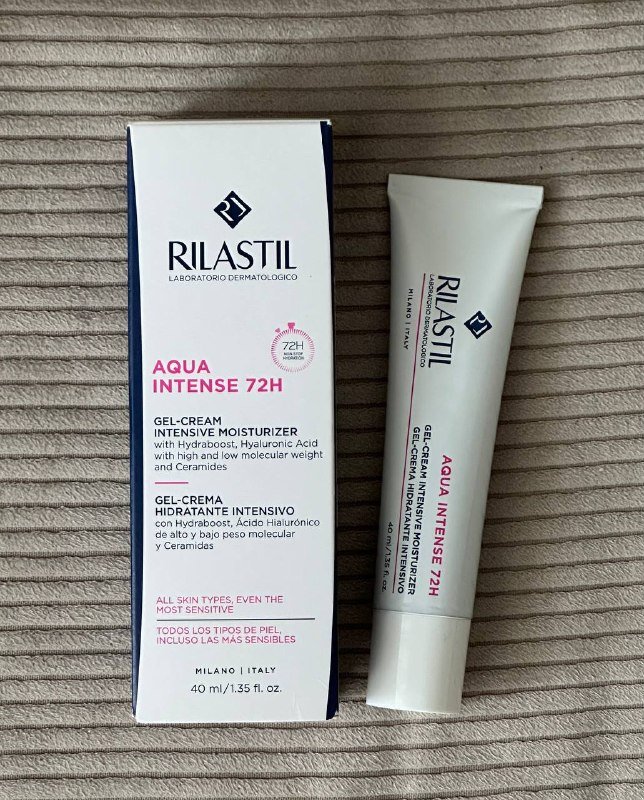 RILASTIL
LABORATORIO DERMATOLOGICO
72H
NON-STOP
HYDRATION
AQUA
INTENSE 72H
GEL-CREAM
INTENSIVE MOISTURIZER
with Hydraboost, Hyaluronic Acid
with high and low molecular weight
and Ceramides
GEL-CREMA
HIDRATANTE INTENSIVO
con Hydraboost, Ácido Hialurónico
de alto y bajo peso molecular
y Ceramidas
ALL SKIN TYPES, EVEN THE
MOST SENSITIVE
TODOS LOS TIPOS DE PIEL,
INCLUSO LAS MÁS SENSIBLES
MILANO | ITALY
40 ml/1.35 fl. oz.
RILASTIL
LABORATORIO DERMATOLOGICO
MILANO | ITALY
AQUA INTENSE 72H
GEL-CREAM INTENSIVE MOISTURIZER
GEL-CREMA HIDRATANTE INTENSIVO
40 ml/1.35 fl. oz.